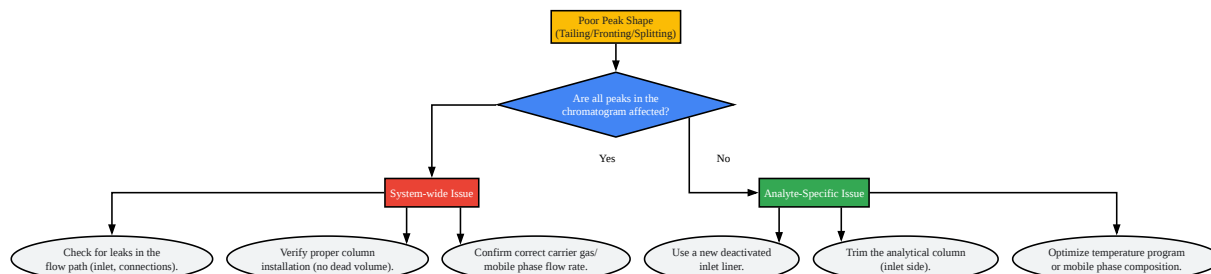 Poor Peak Shape
(Tailing/Fronting/Splitting)
Are all peaks in the
chromatogram affected?
Yes
No
System-wide Issue
Analyte-Specific Issue
Check for leaks in the
flow path (inlet, connections).
Verify proper column
installation (no dead volume).
Confirm correct carrier gas/
mobile phase flow rate.
Use a new deactivated
inlet liner.
Trim the analytical column
(inlet side).
Optimize temperature program
or mobile phase composition.